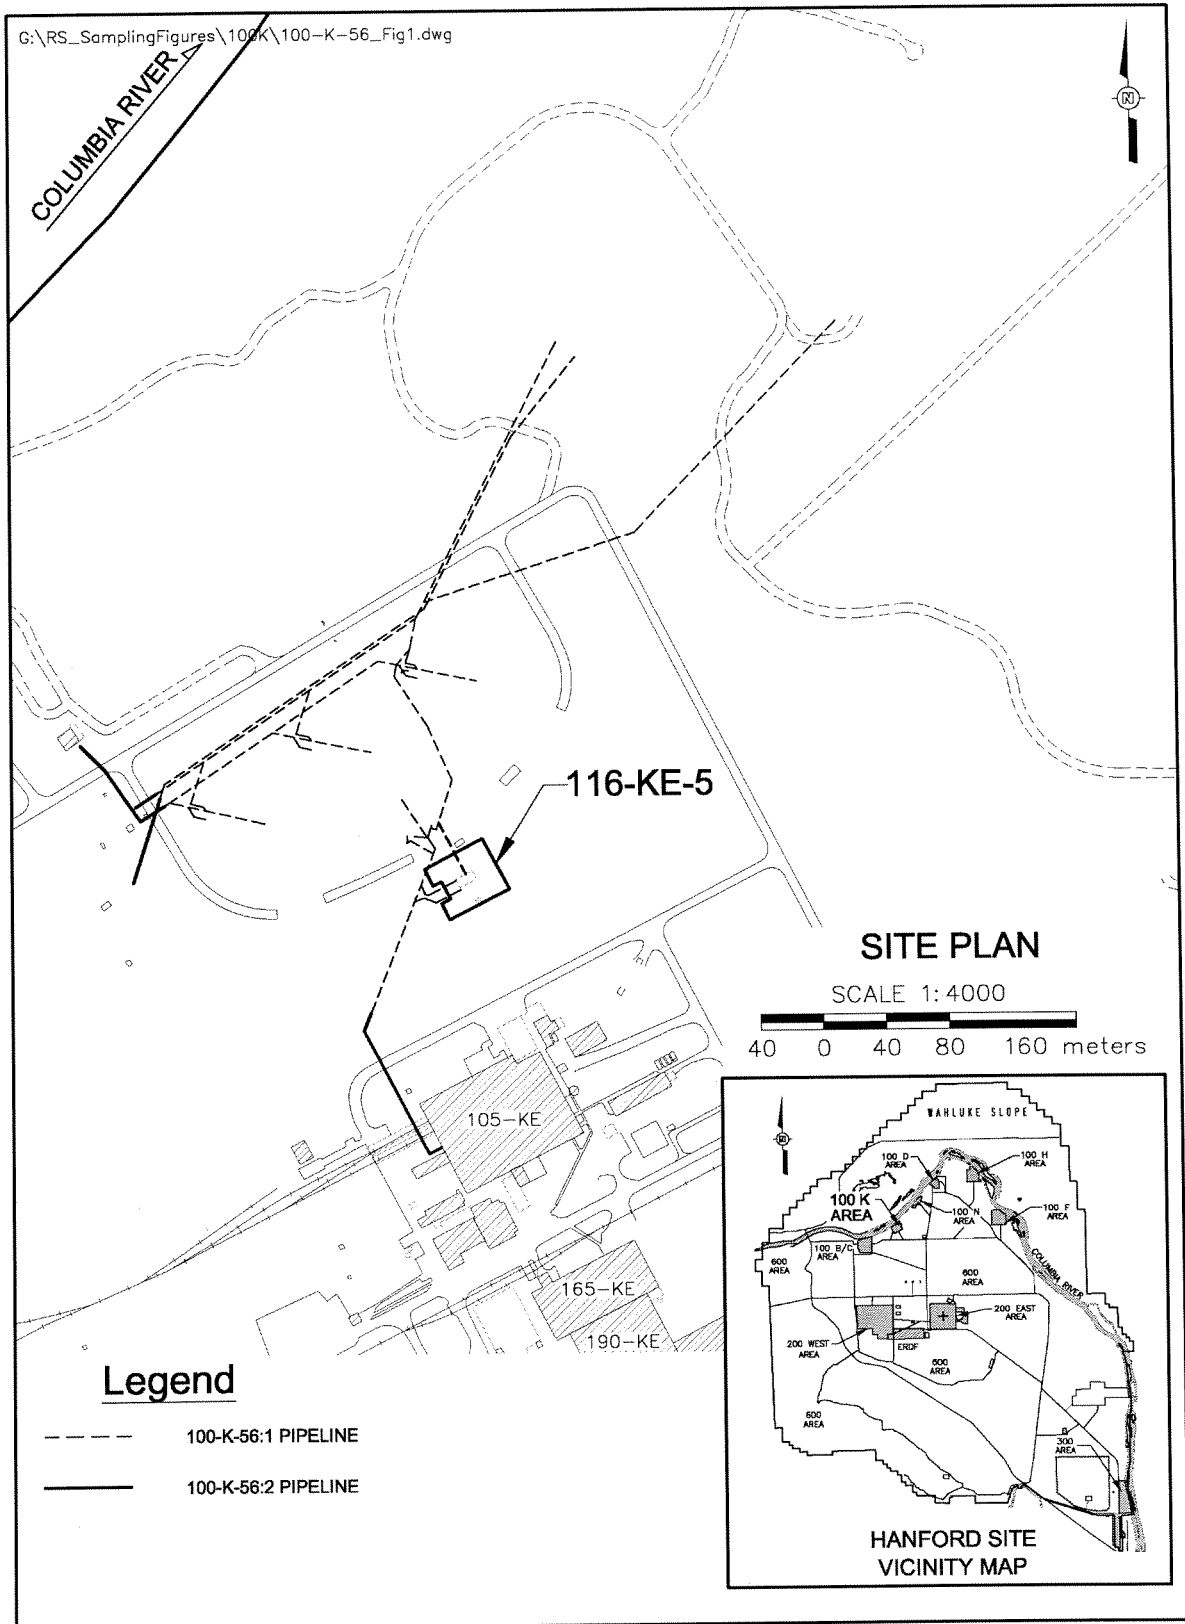 G:\RS_SamplingFigures\100K\100-K-56_Fig1.dwg
COLUMBIA RIVER
N
116-KE-5
SITE PLAN
SCALE 1:4000
40 0 40 80 160 meters
105-KE
165-KE
190-KE
Legend
100-K-56:1 PIPELINE
100-K-56:2 PIPELINE
WAHLUKE SLOPE
N
100 D
AREA
100 H
AREA
100 K
AREA
100 N
AREA
100 F
AREA
100 B/C
AREA
600
AREA
600
AREA
COLUMBIA RIVER
200 EAST
AREA
200 WEST
AREA
ERDF
600
AREA
600
AREA
300
AREA
HANFORD SITE
VICINITY MAP